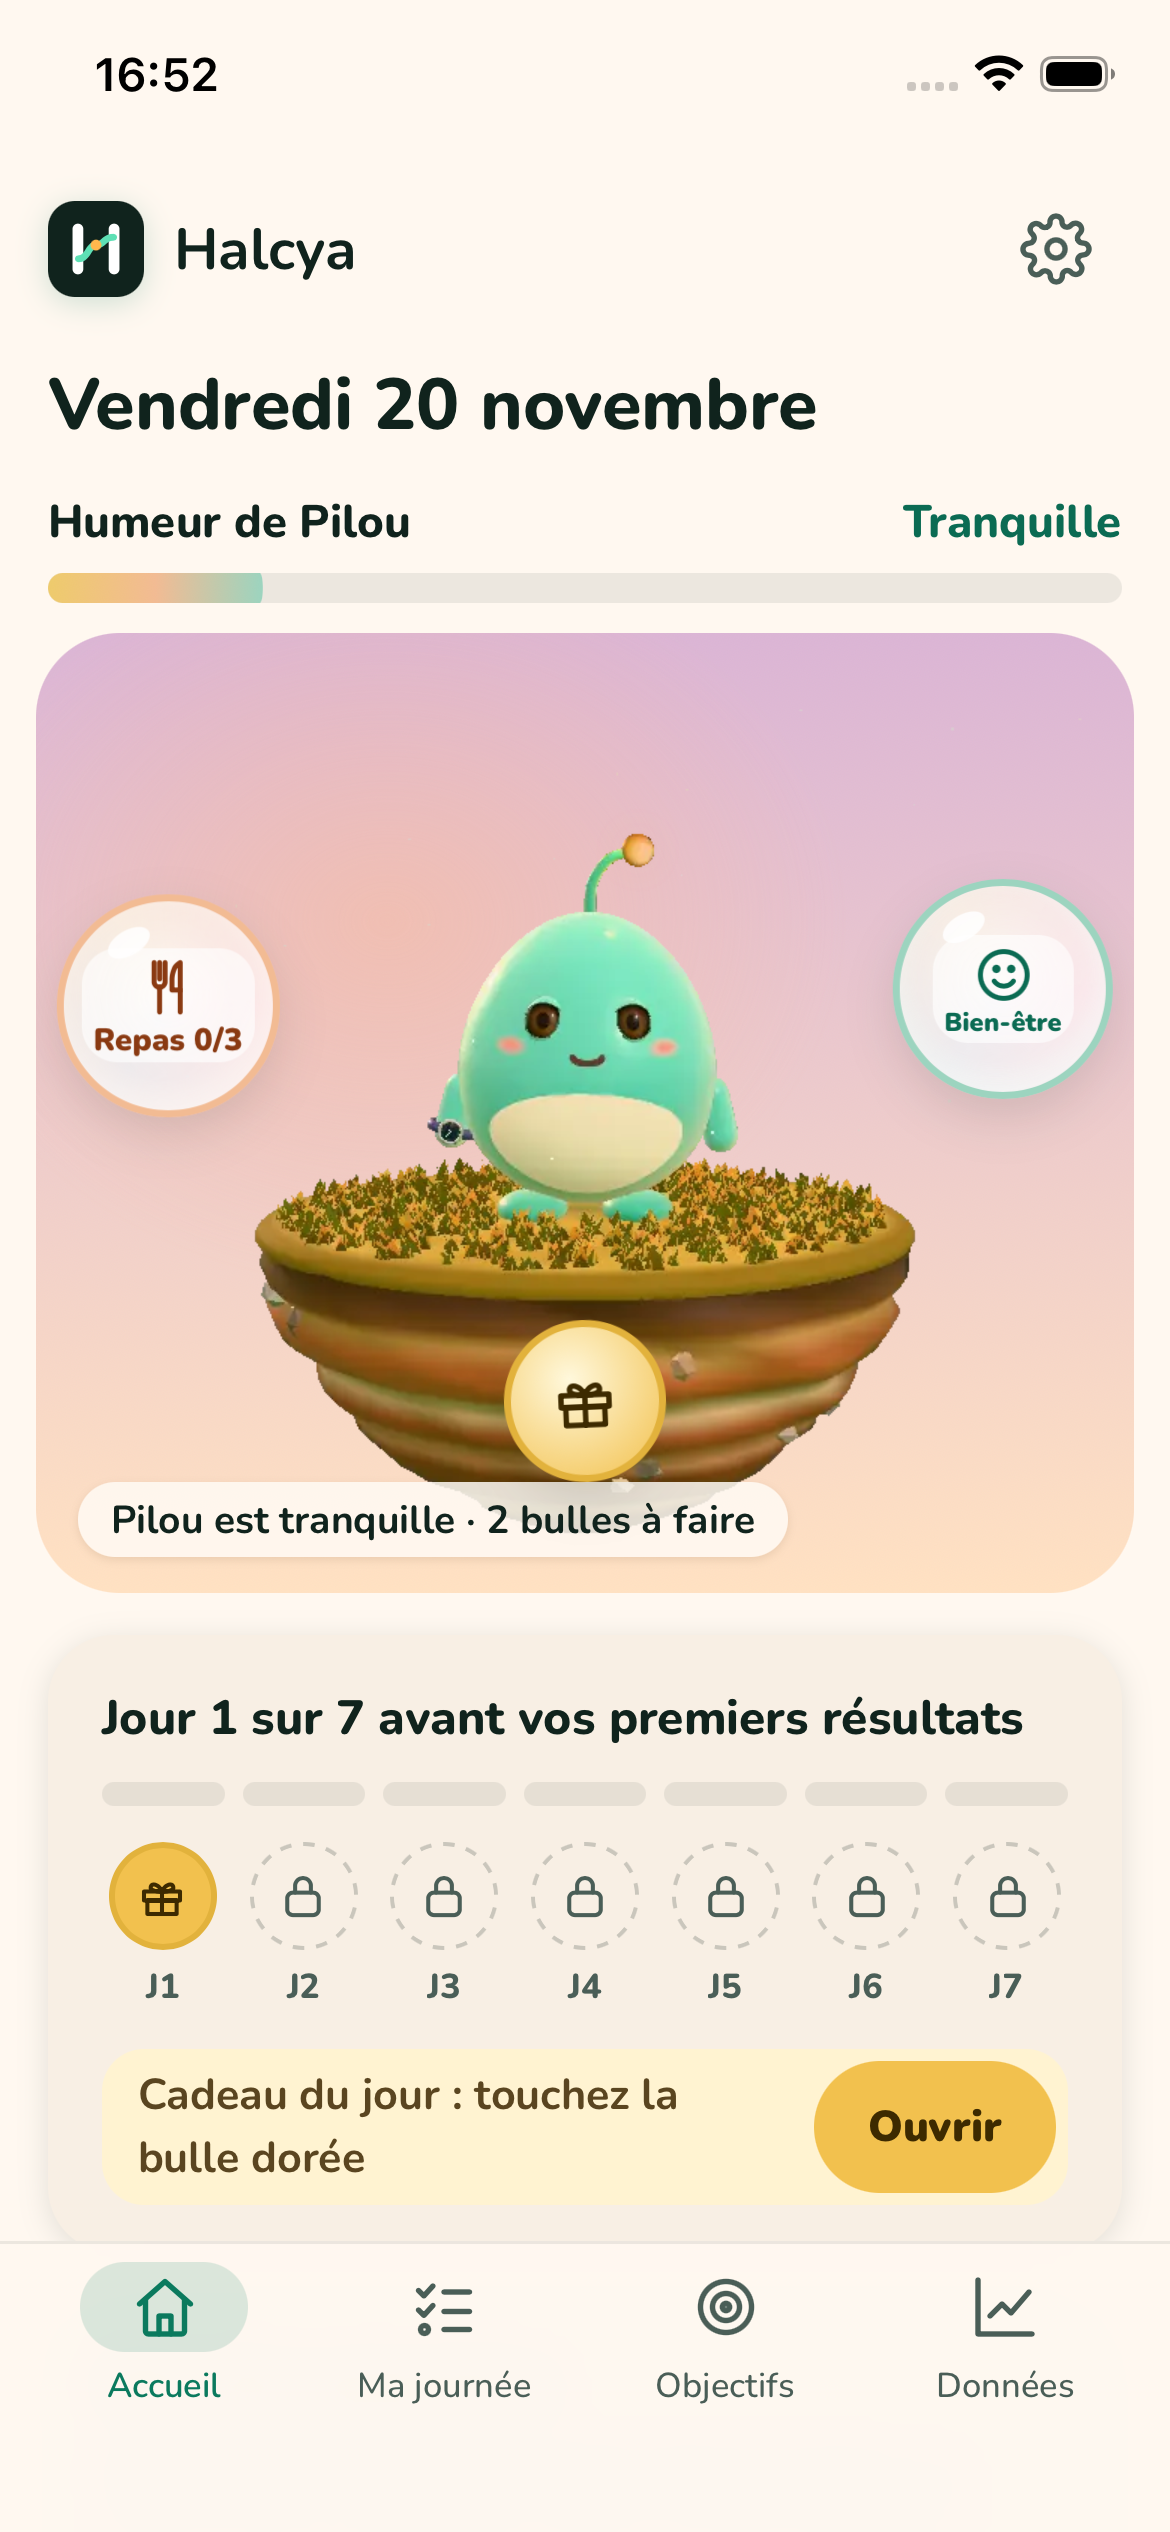 16:52
Halcya
Vendredi 20 novembre
Humeur de Pilou
Tranquille
Repas 0/3
Bien-être
Pilou est tranquille · 2 bulles à faire
Jour 1 sur 7 avant vos premiers résultats
J1
J2
J3
J4
J5
J6
J7
Cadeau du jour : touchez la
bulle dorée
Ouvrir
Accueil
Ma journée
Objectifs
Données